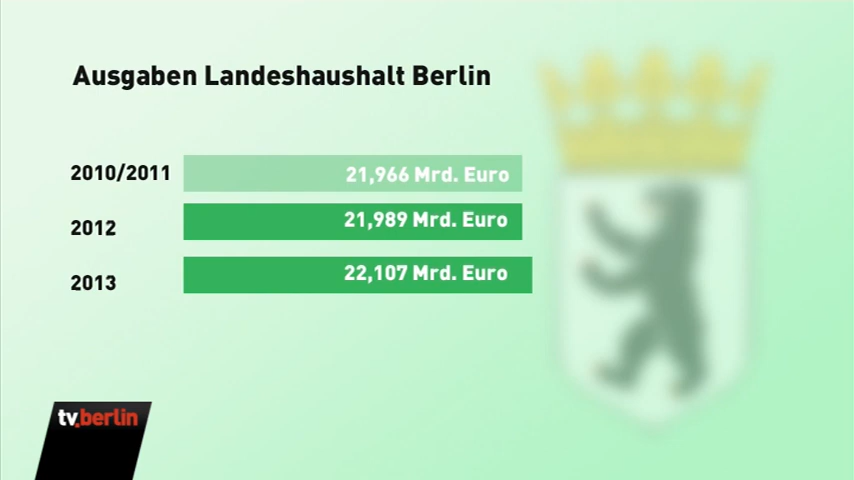 Ausgaben Landeshaushalt Berlin
2010/2011 21,966 Mrd. Euro
2012 21,989 Mrd. Euro
2013 22,107 Mrd. Euro
tv.berlin